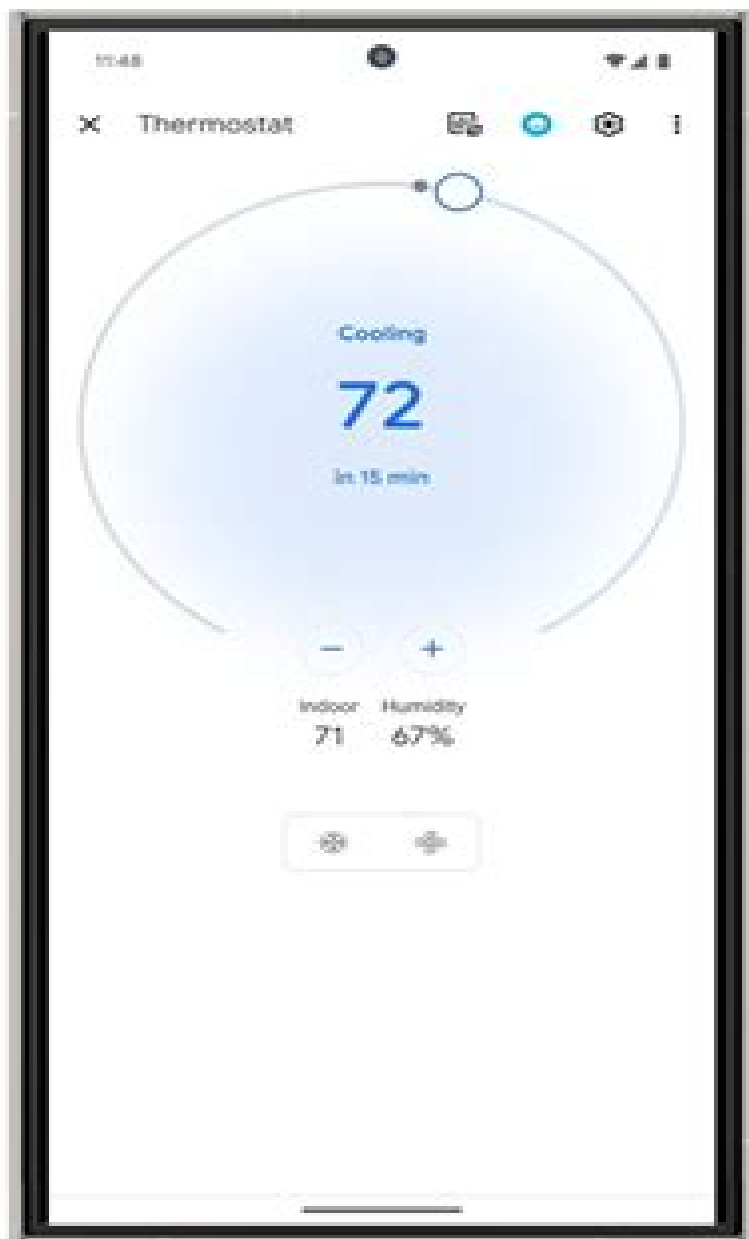 11:48
Thermostat
Cooling
72
in 15 min
Indoor Humidity
71 67%